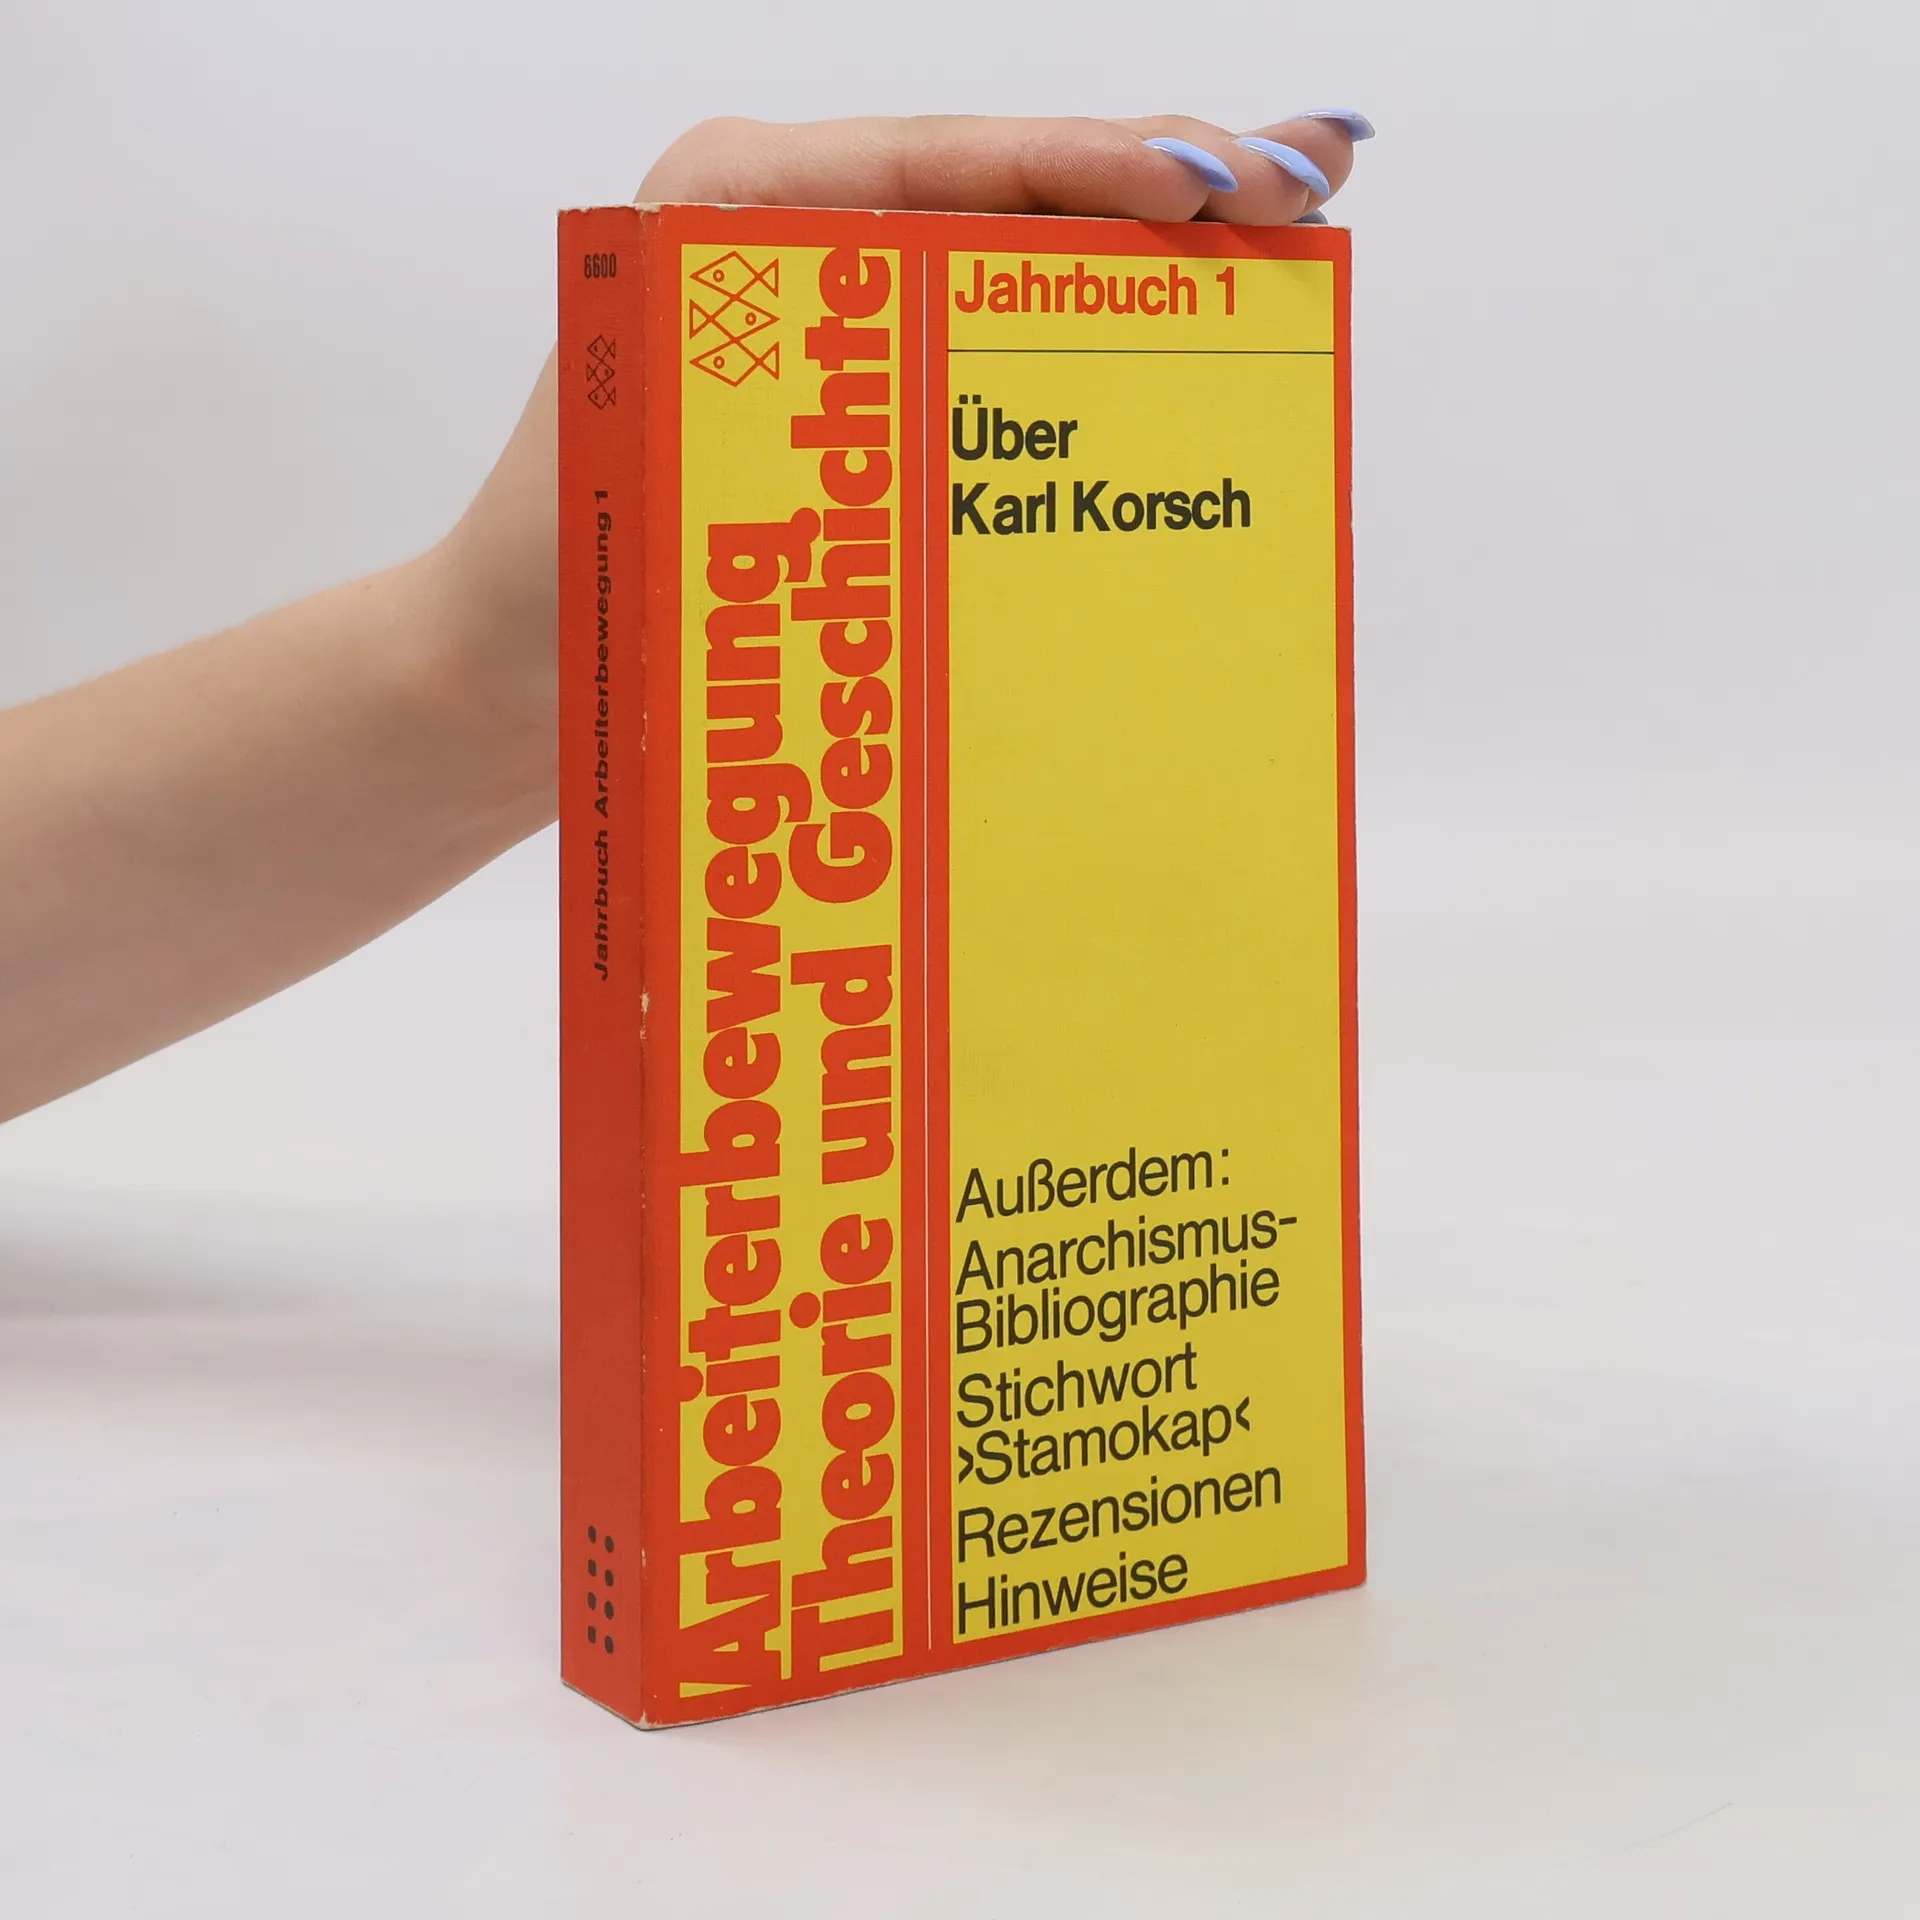 6600
Jahrbuch Arbeiterbewegung 1
Arbeiterbewegung
Theorie und Geschichte
Jahrbuch 1
Über
Karl Korsch
Außerdem:
Anarchismus-
Bibliographie
Stichwort
›Stamokap‹
Rezensionen
Hinweise